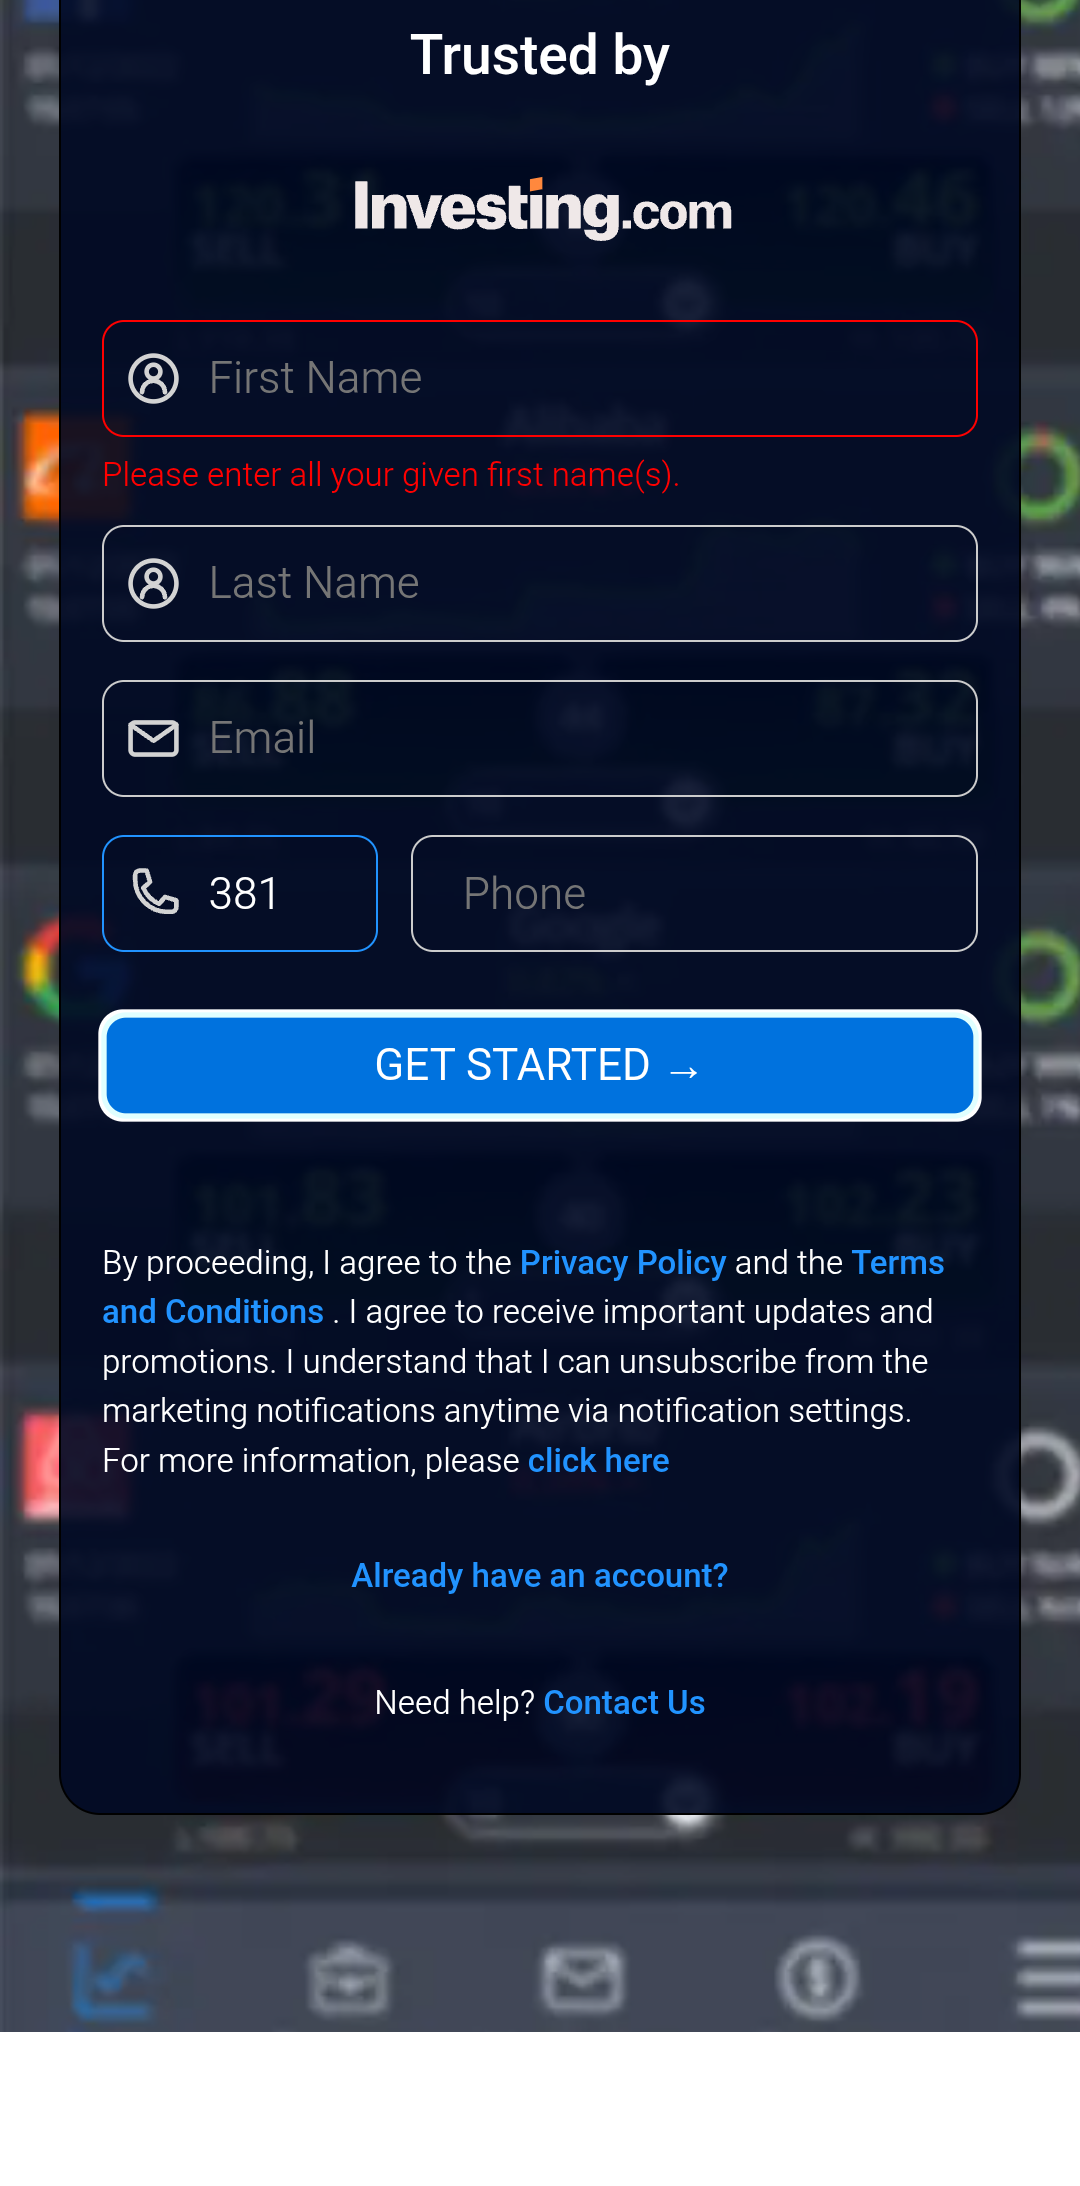 Trusted by
Investing.com
First Name
Please enter all your given first name(s).
Last Name
Email
381
Phone
GET STARTED →
By proceeding, I agree to the Privacy Policy and the Terms
and Conditions . I agree to receive important updates and
promotions. I understand that I can unsubscribe from the
marketing notifications anytime via notification settings.
For more information, please click here
Already have an account?
Need help? Contact Us